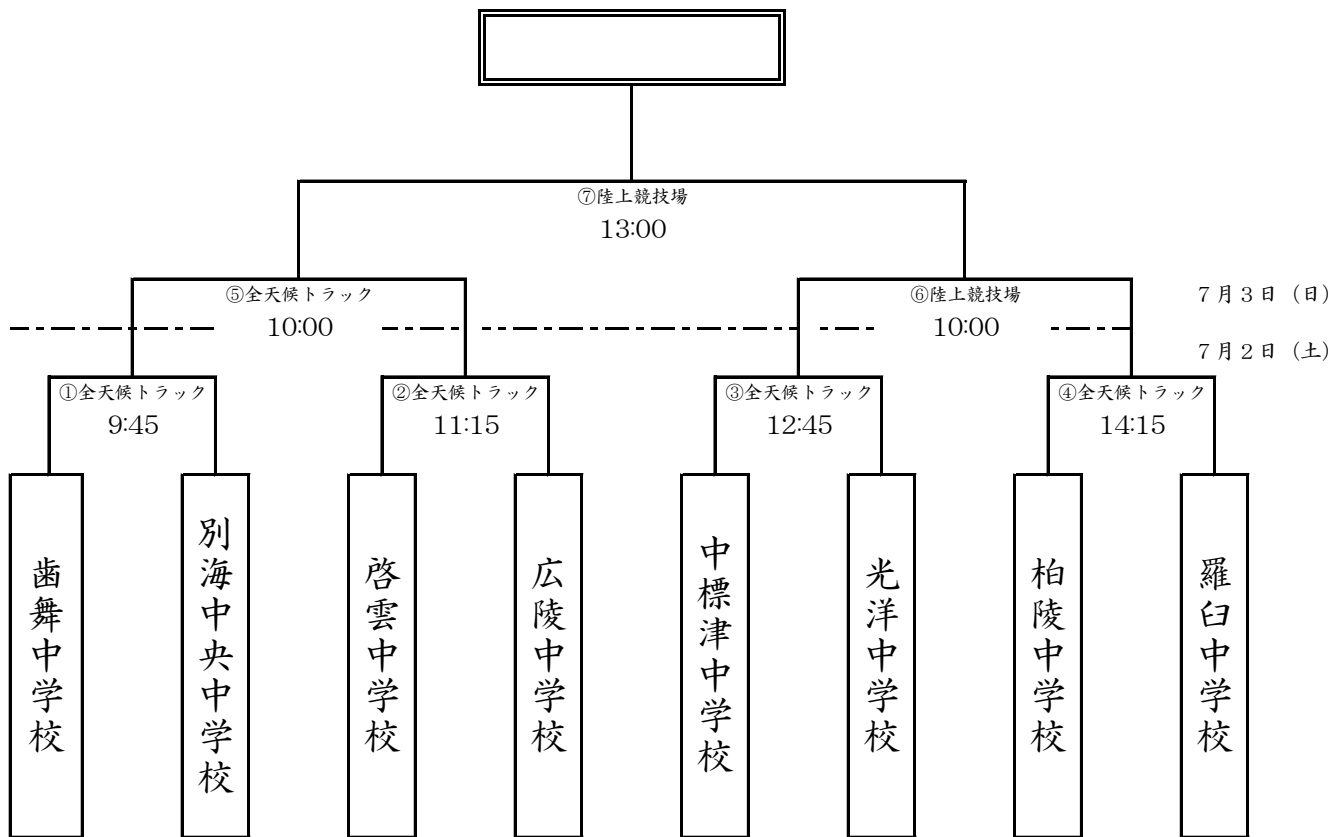 ⑦陸上競技場
13:00
⑤全天候トラック
10:00
⑥陸上競技場
10:00
７月３日（日）
７月２日（土）
①全天候トラック
9:45
②全天候トラック
11:15
③全天候トラック
12:45
④全天候トラック
14:15
歯舞中学校
別海中央中学校
啓雲中学校
広陵中学校
中標津中学校
光洋中学校
柏陵中学校
羅臼中学校